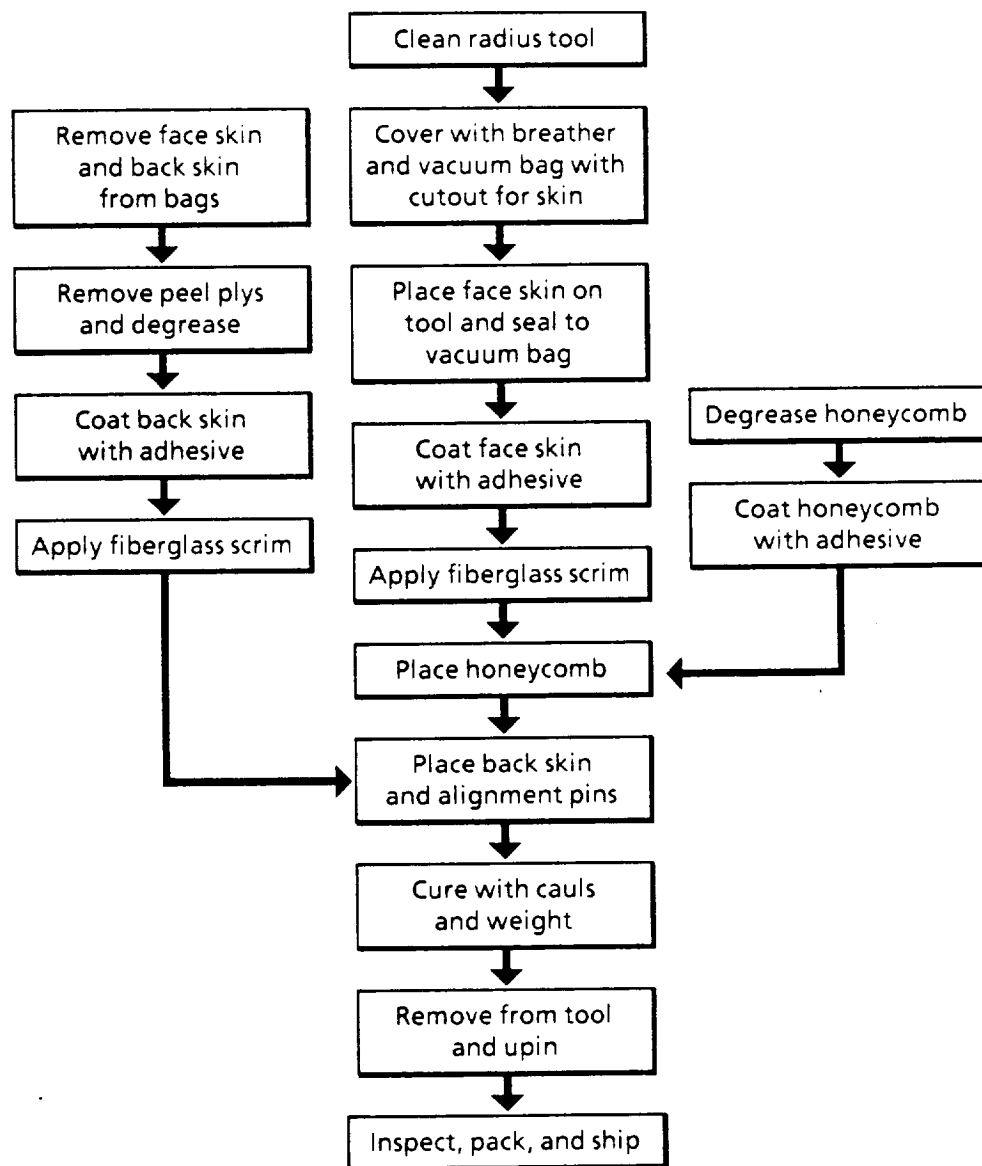 Clean radius tool
Remove face skin
and back skin
from bags
Remove peel plys
and degrease
Coat back skin
with adhesive
Apply fiberglass scrim
Cover with breather
and vacuum bag with
cutout for skin
Place face skin on
tool and seal to
vacuum bag
Coat face skin
with adhesive
Apply fiberglass scrim
Degrease honeycomb
Coat honeycomb
with adhesive
Place honeycomb
Place back skin
and alignment pins
Cure with cauls
and weight
Remove from tool
and upin
Inspect, pack, and ship